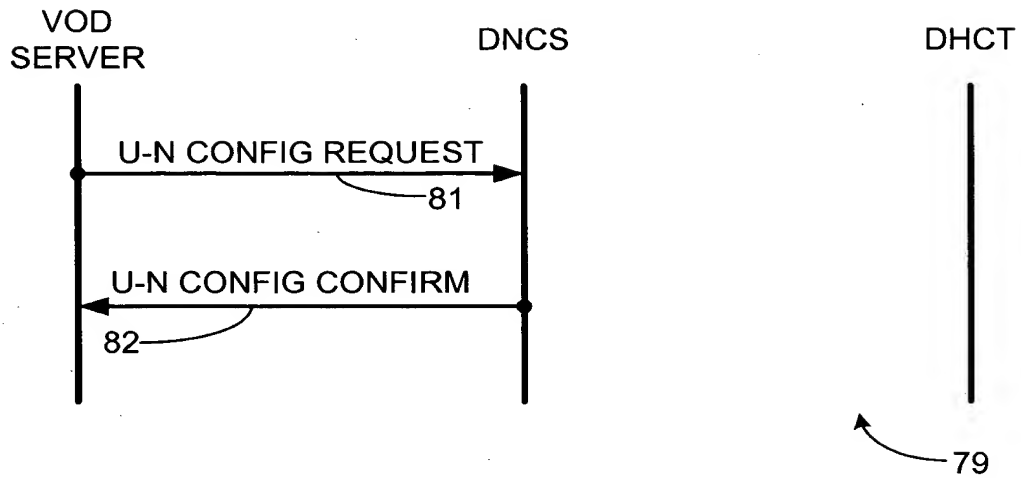 VOD
SERVER
DNCS
DHCT
U-N CONFIG REQUEST
81
U-N CONFIG CONFIRM
82
79